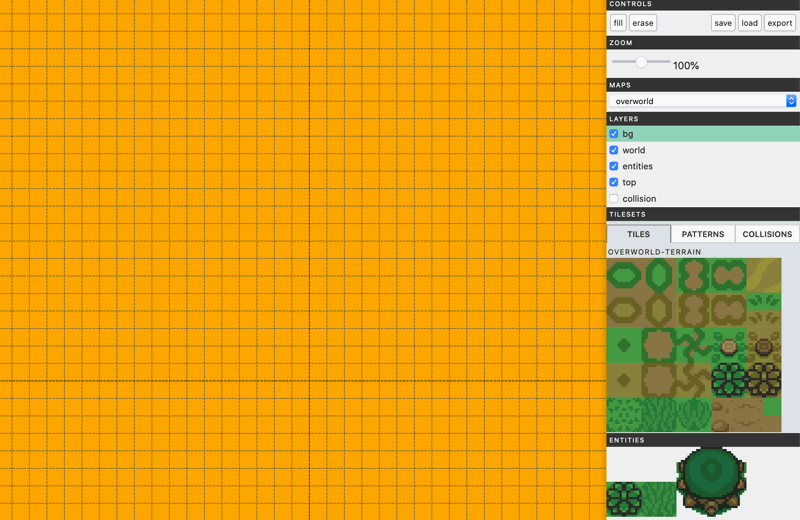 CONTROLS
fill erase save load export
ZOOM
100%
MAPS
overworld
LAYERS
bg
world
entities
top
collision
TILESETS
TILES PATTERNS COLLISIONS
OVERWORLD-TERRAIN
ENTITIES